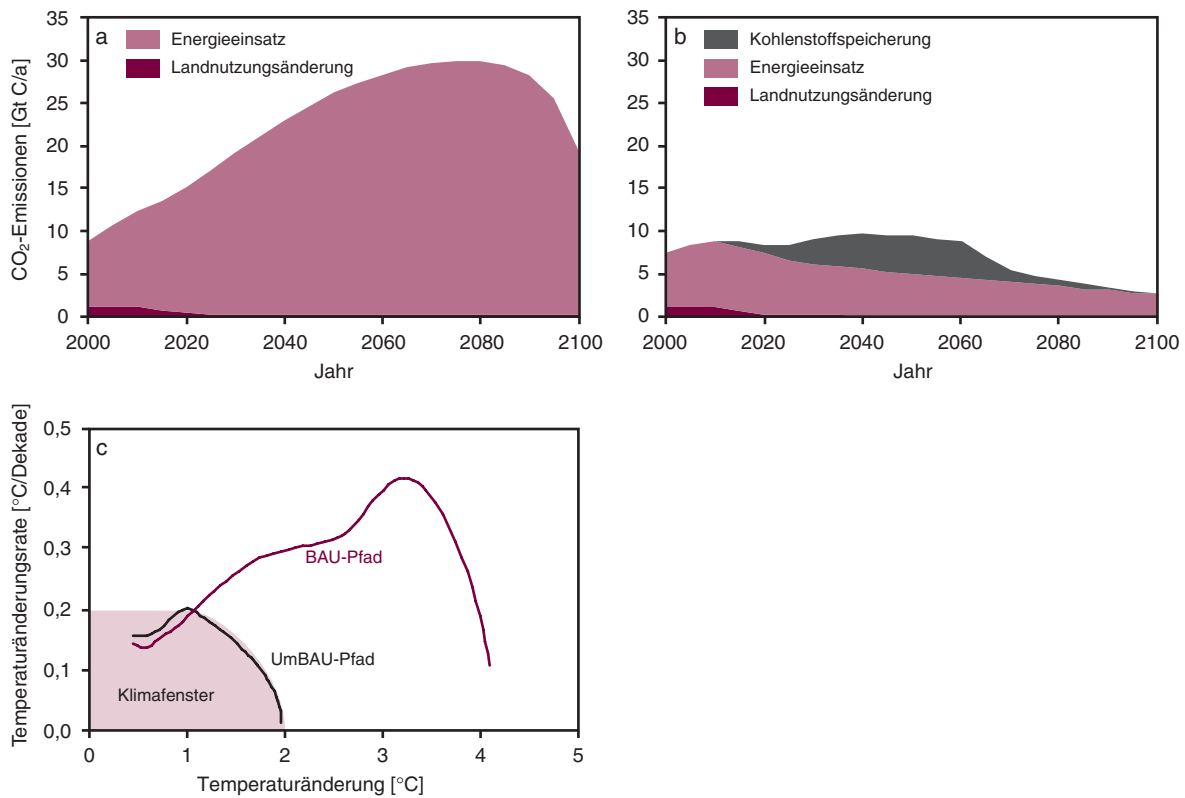 a
Energieeinsatz
Landnutzungsänderung
CO₂-Emissionen [Gt C/a]
35
30
25
20
15
10
5
0
2000 2020 2040 2060 2080 2100
Jahr
b
Kohlenstoffspeicherung
Energieeinsatz
Landnutzungsänderung
35
30
25
20
15
10
5
0
2000 2020 2040 2060 2080 2100
Jahr
c
Temperaturänderungsrate [°C/Dekade]
0,5
0,4
0,3
0,2
0,1
0,0
BAU-Pfad
UmBAU-Pfad
Klimafenster
0 1 2 3 4 5
Temperaturänderung [°C]